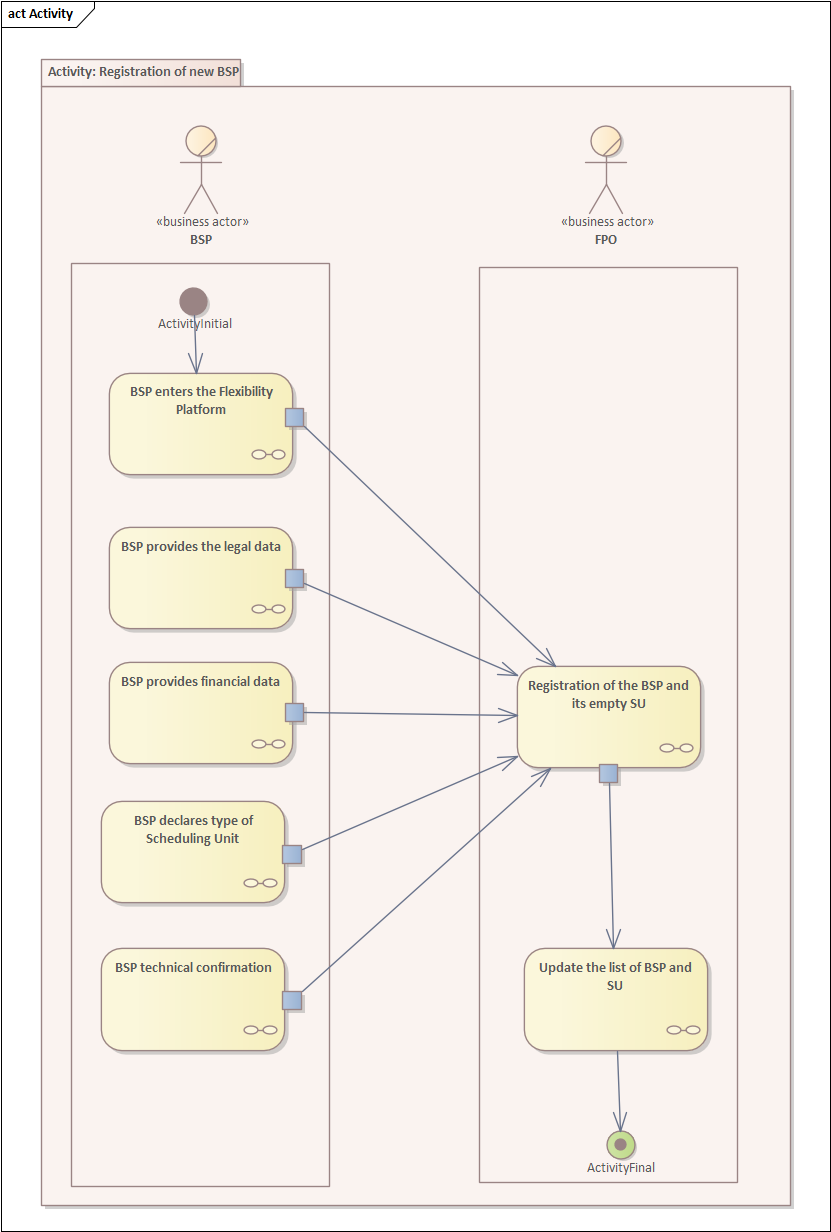 act Activity
Activity: Registration of new BSP
«business actor»
BSP
«business actor»
FPO
ActivityInitial
BSP enters the Flexibility
Platform
BSP provides the legal data
BSP provides financial data
Registration of the BSP and
its empty SU
BSP declares type of
Scheduling Unit
BSP technical confirmation
Update the list of BSP and
SU
ActivityFinal